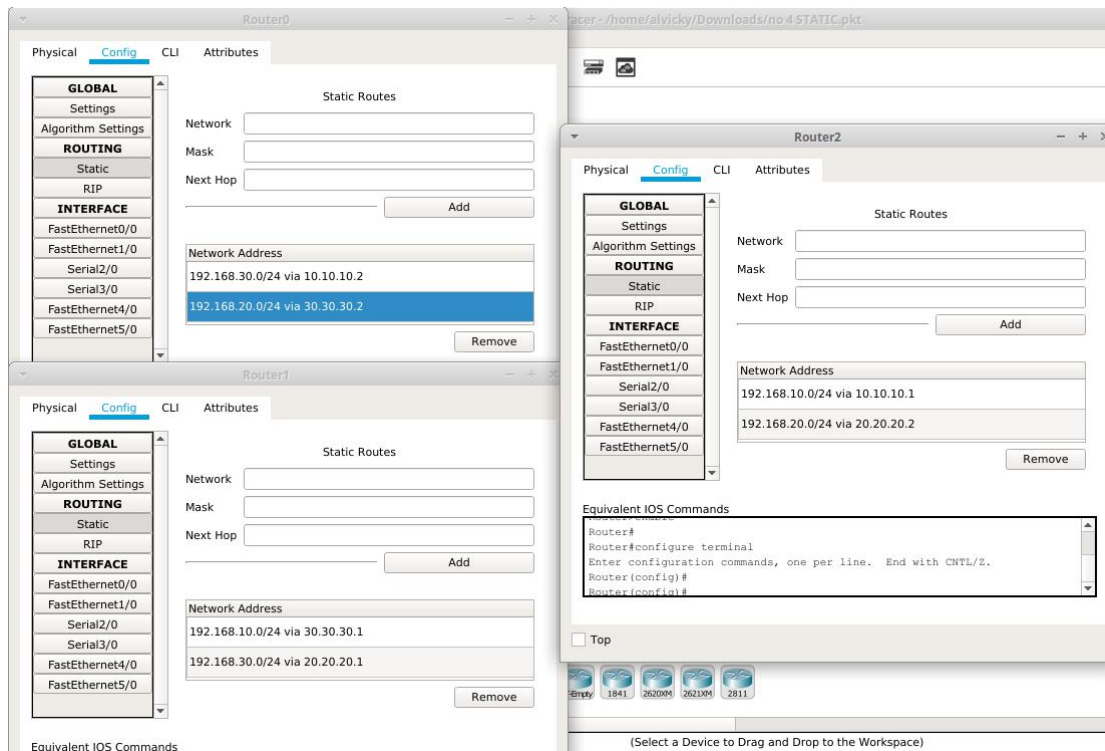 Router0
Physical Config CLI Attributes
GLOBAL
Settings
Algorithm Settings
ROUTING
Static
RIP
INTERFACE
FastEthernet0/0
FastEthernet1/0
Serial2/0
Serial3/0
FastEthernet4/0
FastEthernet5/0
Static Routes
Network
Mask
Next Hop
Add
Network Address
192.168.30.0/24 via 10.10.10.2
192.168.20.0/24 via 30.30.30.2
Remove
Router1
Physical Config CLI Attributes
GLOBAL
Settings
Algorithm Settings
ROUTING
Static
RIP
INTERFACE
FastEthernet0/0
FastEthernet1/0
Serial2/0
Serial3/0
FastEthernet4/0
FastEthernet5/0
Static Routes
Network
Mask
Next Hop
Add
Network Address
192.168.10.0/24 via 30.30.30.1
192.168.30.0/24 via 20.20.20.1
Remove
Equivalent IOS Commands
acer - /home/alvicky/Downloads/no 4 STATIC.pkt
Router2
Physical Config CLI Attributes
GLOBAL
Settings
Algorithm Settings
ROUTING
Static
RIP
INTERFACE
FastEthernet0/0
FastEthernet1/0
Serial2/0
Serial3/0
FastEthernet4/0
FastEthernet5/0
Static Routes
Network
Mask
Next Hop
Add
Network Address
192.168.10.0/24 via 10.10.10.1
192.168.20.0/24 via 20.20.20.2
Remove
Equivalent IOS Commands
Router>enable
Router#
Router#configure terminal
Enter configuration commands, one per line. End with CNTL/Z.
Router(config)#
Router(config)#
Top
-Empty 1841 2620XM 2621XM 2811
(Select a Device to Drag and Drop to the Workspace)